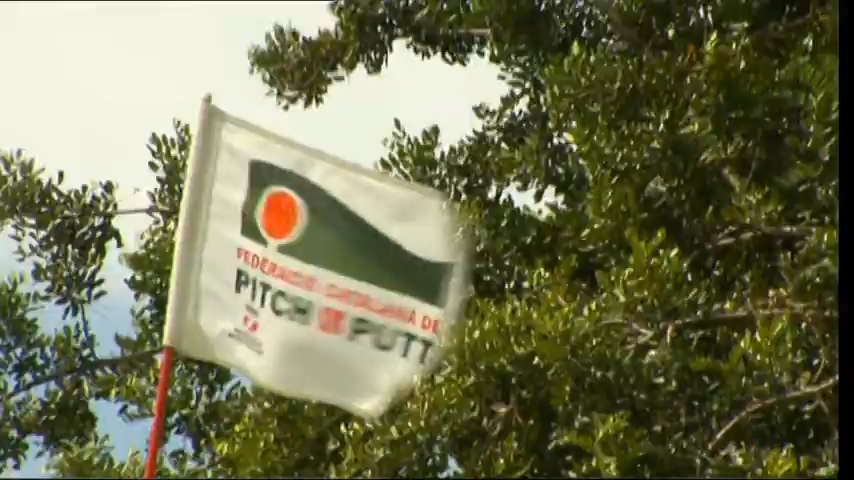 FEDERACIÓ CATALANA DE
PITCH & PUTT